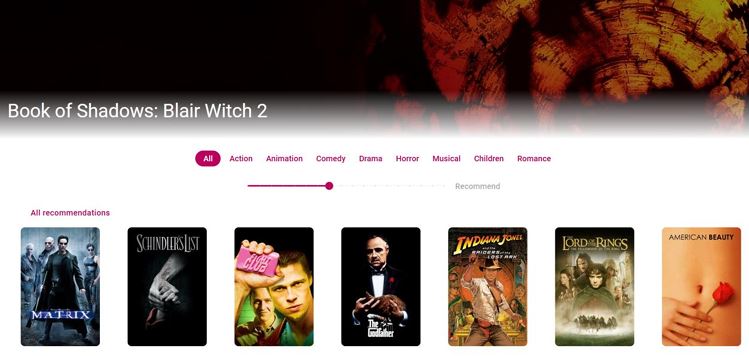 Book of Shadows: Blair Witch 2
All Action Animation Comedy Drama Horror Musical Children Romance
Recommend
All recommendations
MATRIX
SCHINDLER'S LIST
FIGHT CLUB
The Godfather
INDIANA JONES
and the
RAIDERS of the LOST ARK
THE LORD OF THE RINGS
AMERICAN BEAUTY